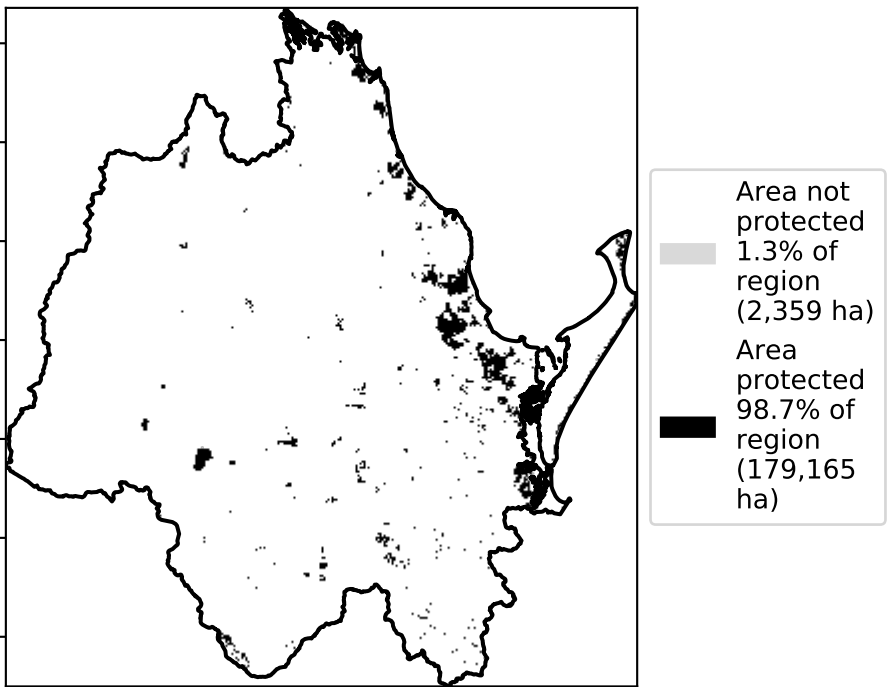 Area not
protected
1.3% of
region
(2,359 ha)
Area
protected
98.7% of
region
(179,165
ha)